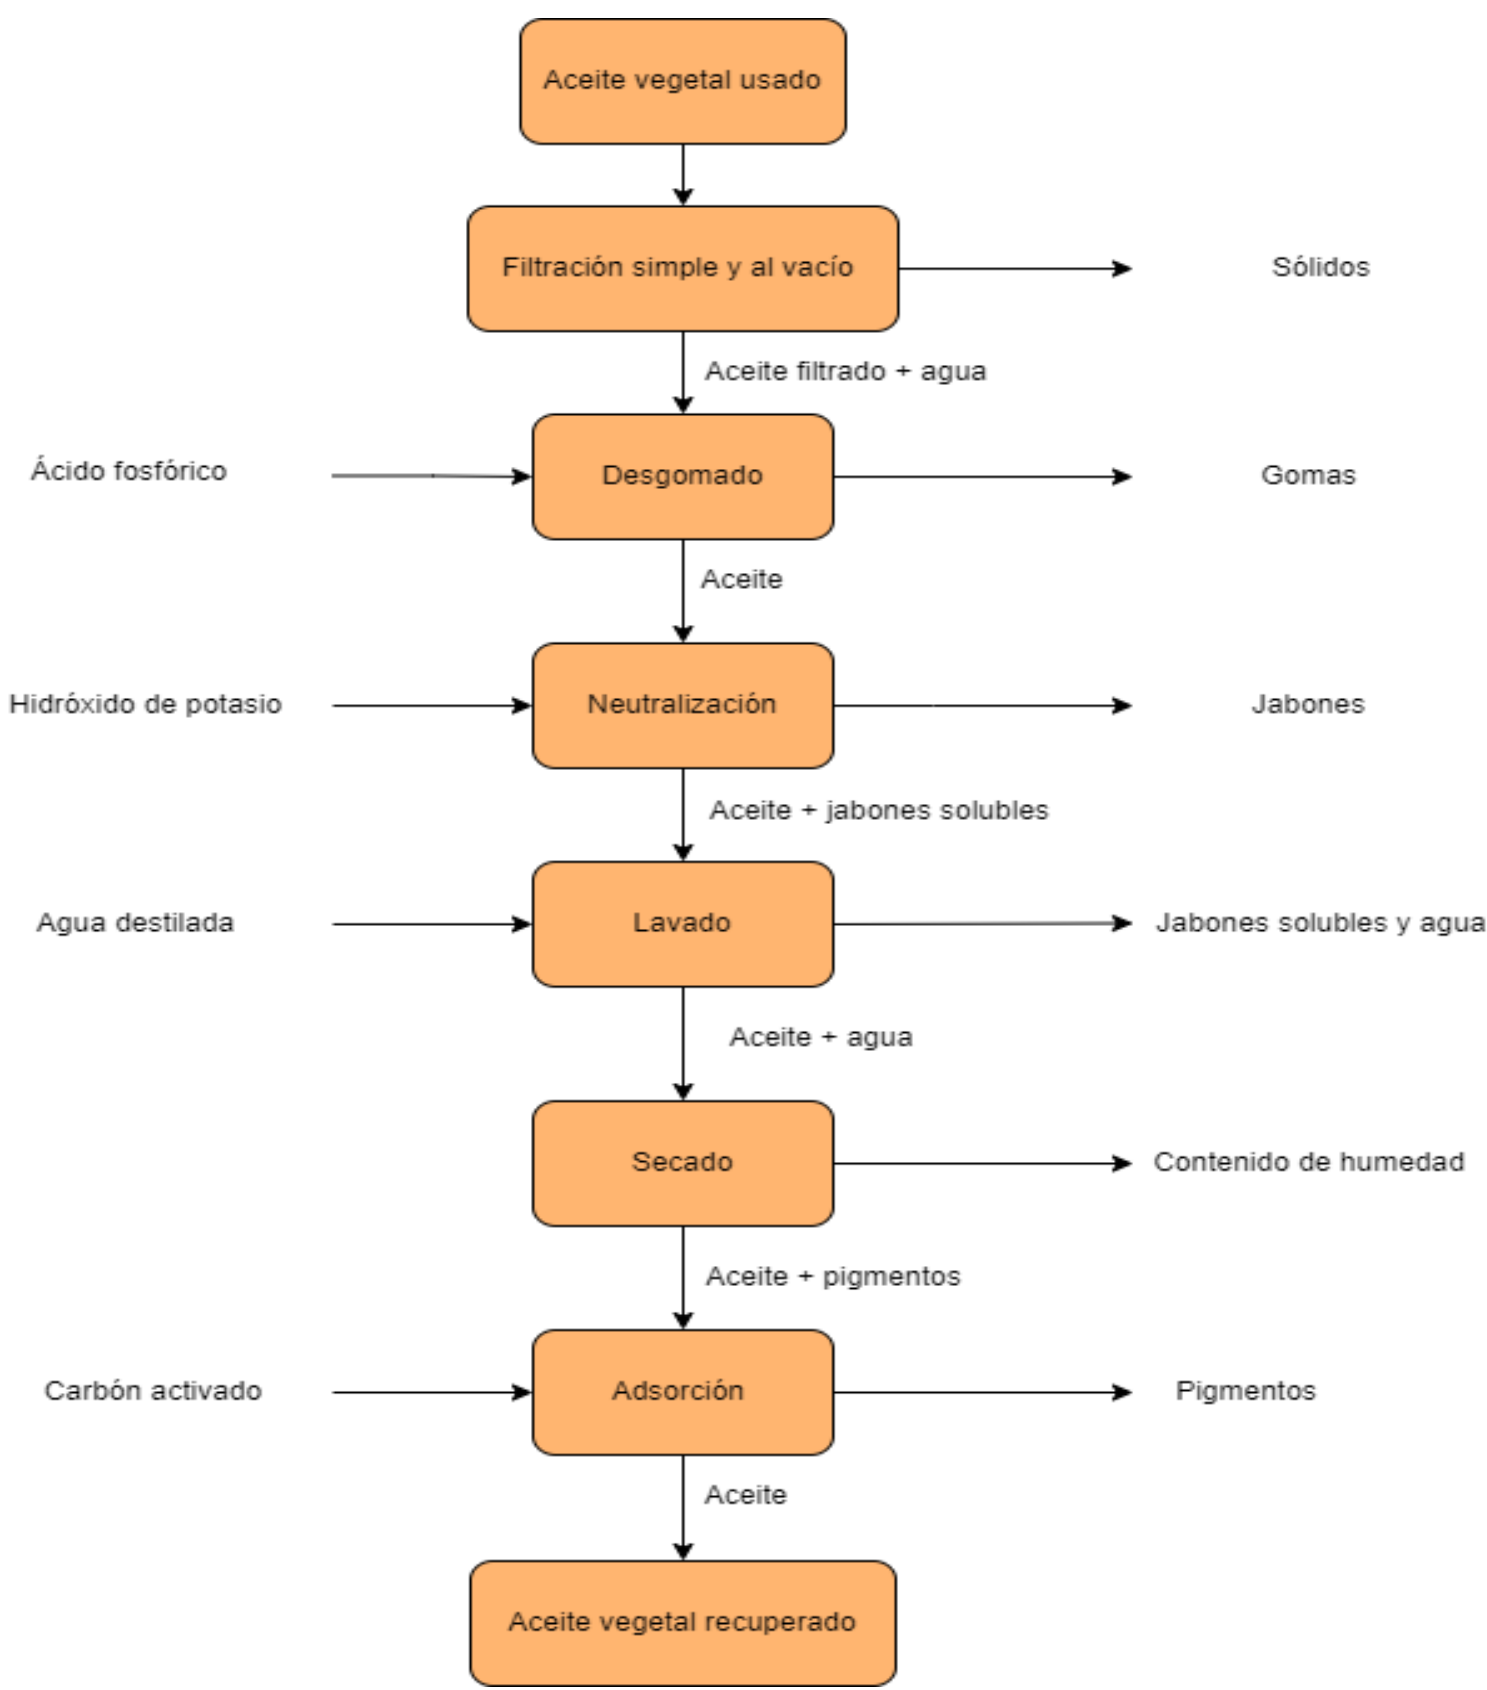 Aceite vegetal usado
Filtración simple y al vacío
Sólidos
Aceite filtrado + agua
Ácido fosfórico
Desgomado
Gomas
Aceite
Hidróxido de potasio
Neutralización
Jabones
Aceite + jabones solubles
Agua destilada
Lavado
Jabones solubles y agua
Aceite + agua
Secado
Contenido de humedad
Aceite + pigmentos
Carbón activado
Adsorción
Pigmentos
Aceite
Aceite vegetal recuperado